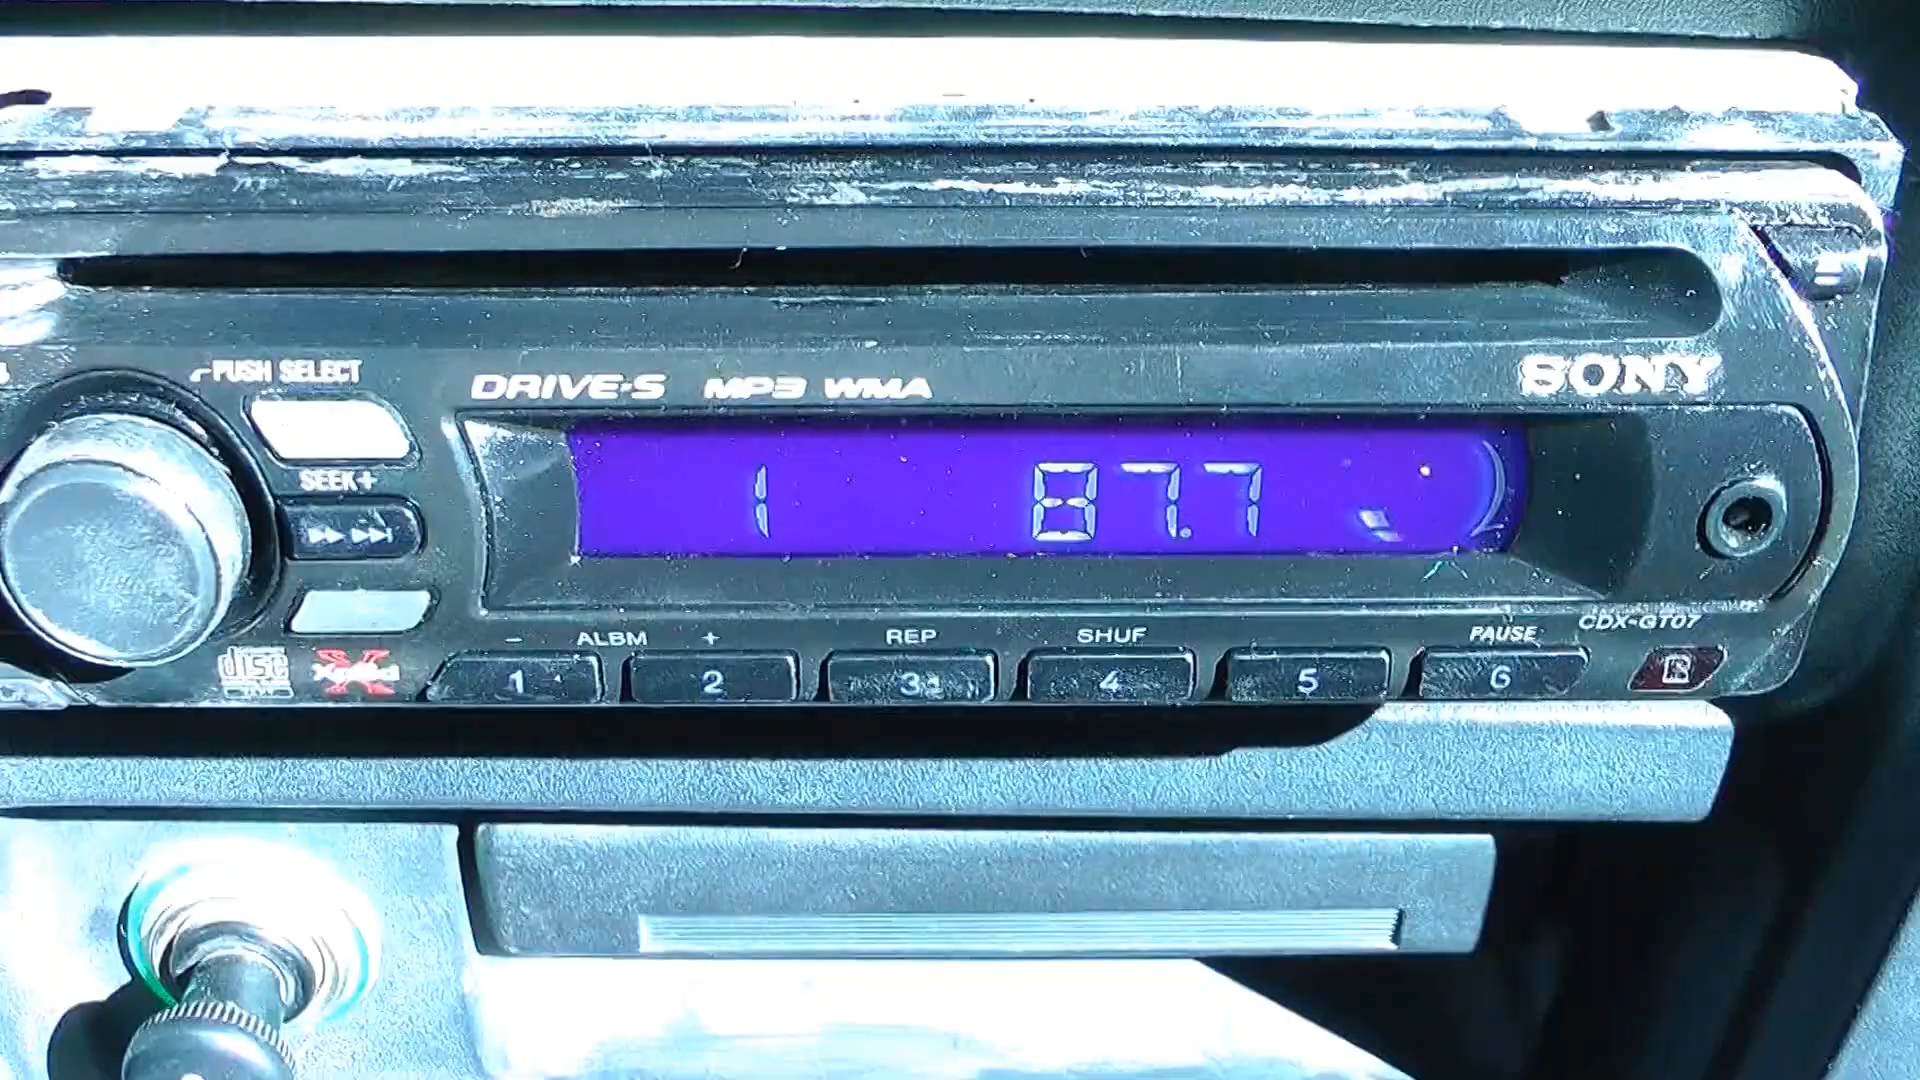 PUSH SELECT
DRIVE-S MP3 WMA
SONY
SEEK+
1 87.7
CDX-GT07
- ALBM +
REP
SHUF
PAUSE
disc
Xplod
1 2 3 4 5 6